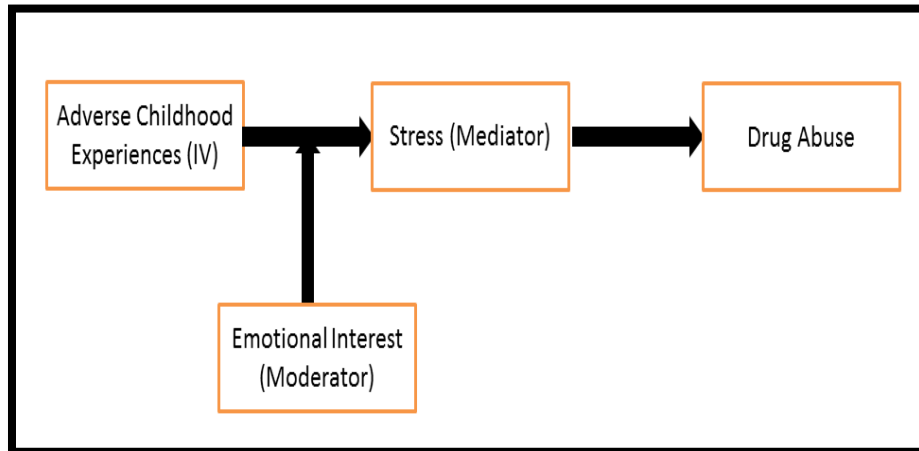 Adverse Childhood
Experiences (IV)
Stress (Mediator)
Drug Abuse
Emotional Interest
(Moderator)